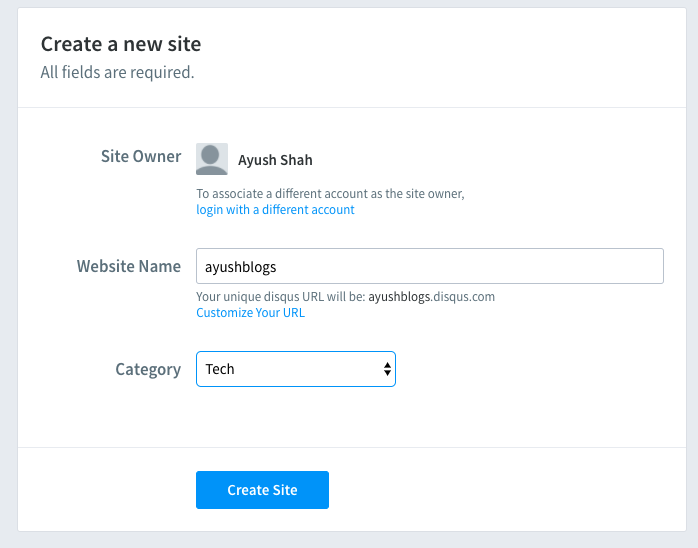 Create a new site
All fields are required.
Site Owner
Ayush Shah
To associate a different account as the site owner,
login with a different account
Website Name
ayushblogs
Your unique disqus URL will be: ayushblogs.disqus.com
Customize Your URL
Category
Tech
Create Site